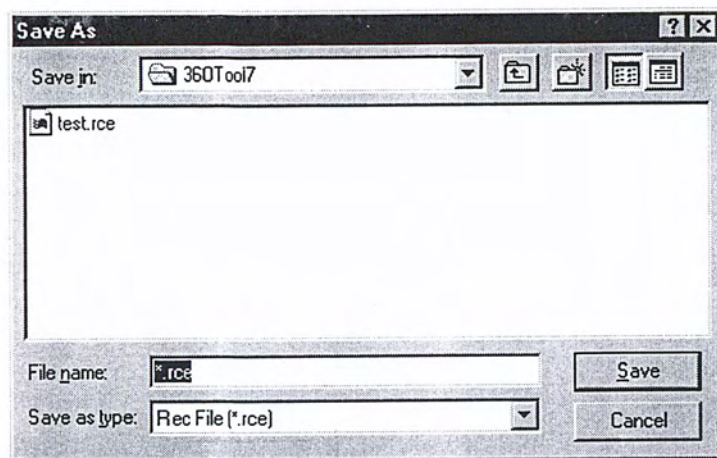 Save As
Save in: 360Tool7
test.rce
File name: *.rce Save
Save as type: Rec File (*.rce) Cancel